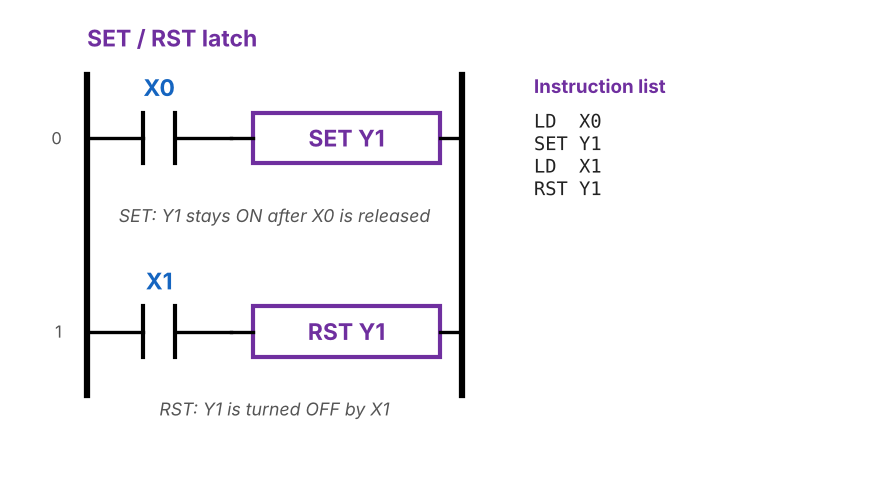 SET / RST latch
X0
0
SET Y1
SET: Y1 stays ON after X0 is released
X1
1
RST Y1
RST: Y1 is turned OFF by X1
Instruction list
LD  X0
SET Y1
LD  X1
RST Y1